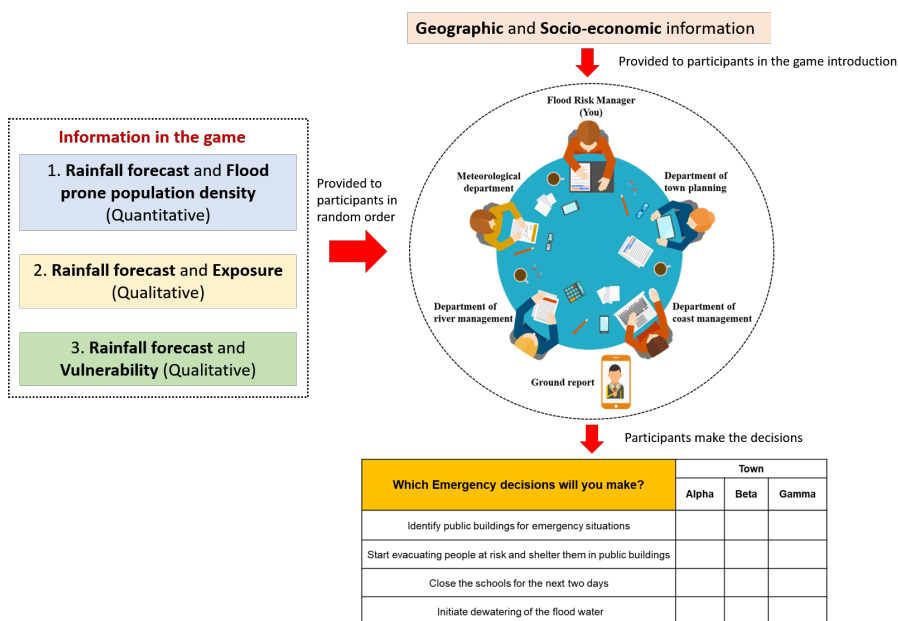 Geographic and Socio-economic information
Provided to participants in the game introduction
Information in the game
1. Rainfall forecast and Flood
prone population density
(Quantitative)
2. Rainfall forecast and Exposure
(Qualitative)
3. Rainfall forecast and
Vulnerability (Qualitative)
Provided to
participants in
random order
Flood Risk Manager
(You)
Meteorological
department
Department of
town planning
Department of
river management
Department of
coast management
Ground report
Participants make the decisions
Which Emergency decisions will you make?
Town
Alpha
Beta
Gamma
Identify public buildings for emergency situations
Start evacuating people at risk and shelter them in public buildings
Close the schools for the next two days
Initiate dewatering of the flood water